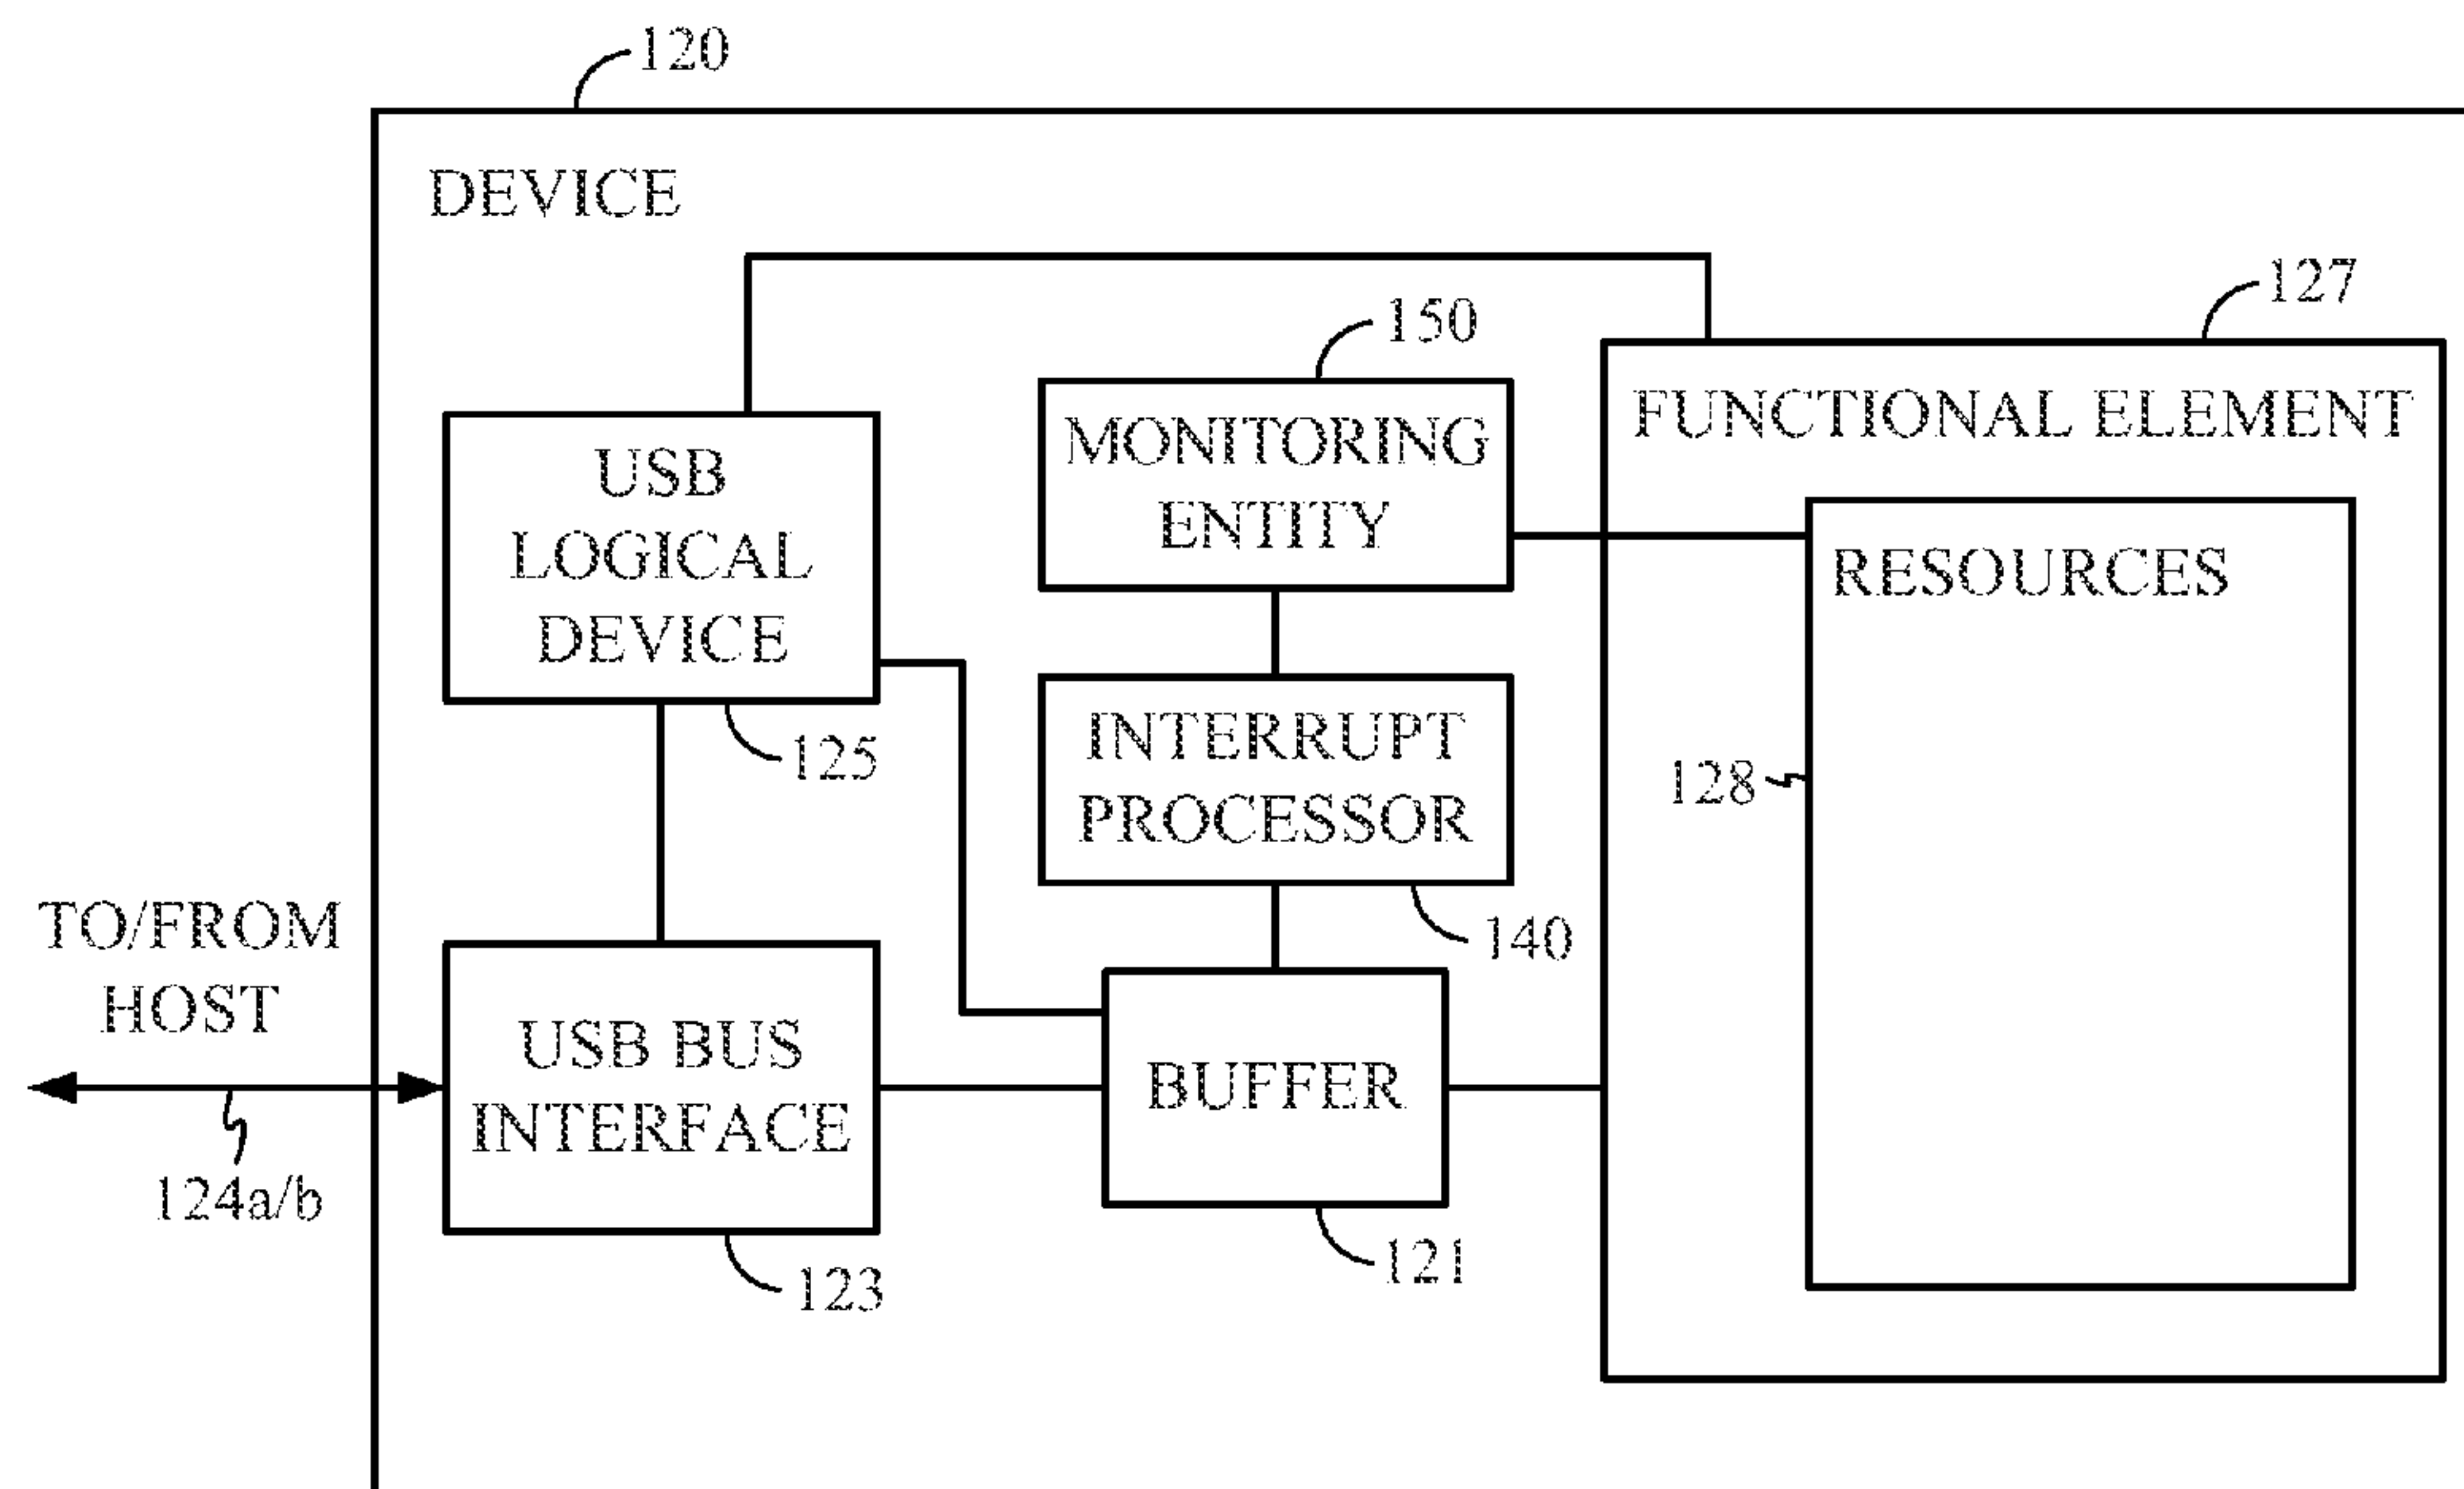 120
DEVICE
127
150
FUNCTIONAL ELEMENT
MONITORING
ENTITY
USB
LOGICAL
DEVICE
RESOURCES
125
INTERRUPT
PROCESSOR
128
140
TO/FROM
HOST
USB BUS
INTERFACE
BUFFER
124a/b
123
121